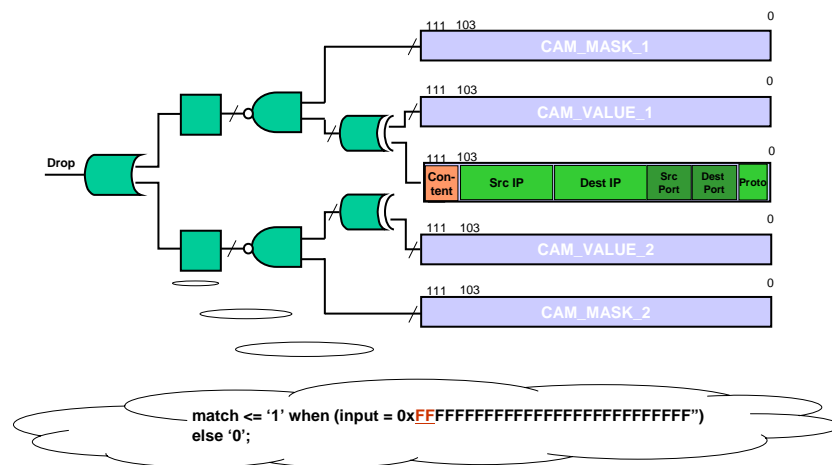 111 103 0
CAM_MASK_1
111 103 0
CAM_VALUE_1
Drop
111 103 0
Con-
tent
Src IP
Dest IP
Src
Port
Dest
Port
Proto
111 103 0
CAM_VALUE_2
111 103 0
CAM_MASK_2
match <= ‘1’ when (input = 0xFFFFFFFFFFFFFFFFFFFFFFFFFFFF”)
else ‘0’;